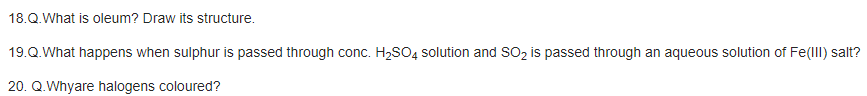 18.Q.What is oleum? Draw its structure.
19.Q.What happens when sulphur is passed through conc. H₂SO₄ solution and SO₂ is passed through an aqueous solution of Fe(III) salt?
20. Q.Whyare halogens coloured?